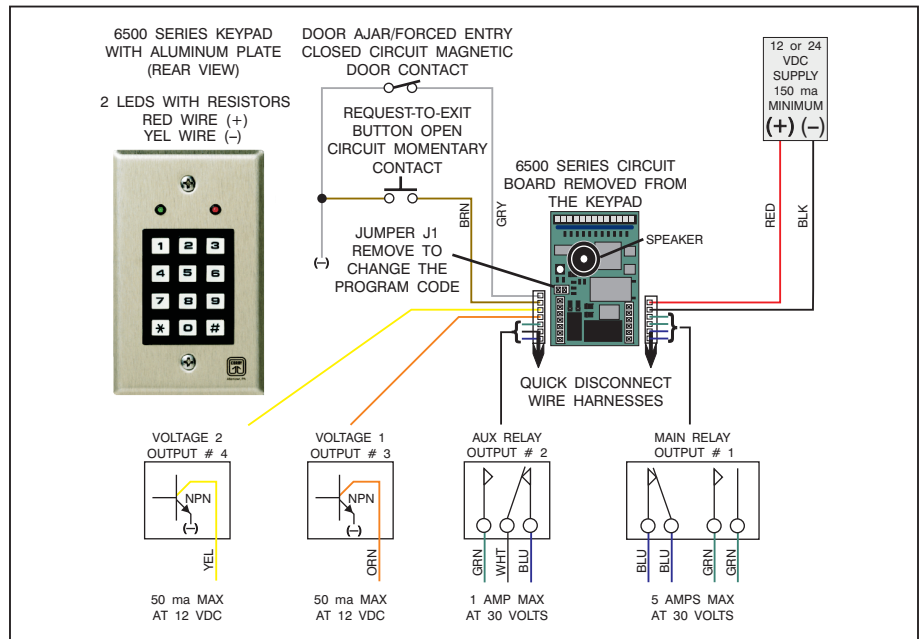 6500 SERIES KEYPAD
WITH ALUMINUM PLATE
(REAR VIEW)
2 LEDS WITH RESISTORS
RED WIRE (+)
YEL WIRE (–)
DOOR AJAR/FORCED ENTRY
CLOSED CIRCUIT MAGNETIC
DOOR CONTACT
REQUEST-TO-EXIT
BUTTON OPEN
CIRCUIT MOMENTARY
CONTACT
12 or 24
VDC
SUPPLY
150 ma
MINIMUM
(+) (–)
6500 SERIES CIRCUIT
BOARD REMOVED FROM
THE KEYPAD
SPEAKER
RED
BLK
BRN
GRY
(–)
JUMPER J1
REMOVE TO
CHANGE THE
PROGRAM CODE
1 2 3
4 5 6
7 8 9
* 0 #
QUICK DISCONNECT
WIRE HARNESSES
VOLTAGE 2
OUTPUT # 4
NPN
(–)
YEL
50 ma MAX
AT 12 VDC
VOLTAGE 1
OUTPUT # 3
NPN
(–)
ORN
50 ma MAX
AT 12 VDC
AUX RELAY
OUTPUT # 2
GRN
WHT
BLU
1 AMP MAX
AT 30 VOLTS
MAIN RELAY
OUTPUT # 1
BLU
BLU
GRN
GRN
5 AMPS MAX
AT 30 VOLTS